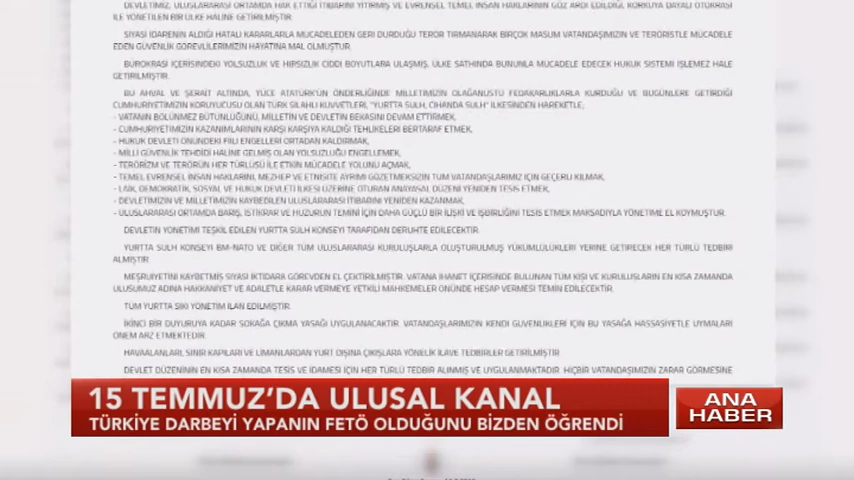 DEVLETİMİZ, ULUSLARARASI ORTAMDA HAK ETTİĞİ İTİBARINI YİTİRMİŞ VE EVRENSEL TEMEL İNSAN HAKLARININ GÖZ ARDI EDİLDİĞİ, KORKUYA DAYALI OTOKRASİ
İLE YÖNETİLEN BİR ÜLKE HALİNE GETİRİLMİŞTİR.
SİYASİ İDARENİN ALDIĞI HATALI KARARLARLA MÜCADELEDEN GERİ DURDUĞU TERÖR TIRMANARAK BİRÇOK MASUM VATANDAŞIMIZIN VE TERÖRİSTLE MÜCADELE
EDEN GÜVENLİK GÖREVLİLERİMİZİN HAYATINA MAL OLMUŞTUR.
BÜROKRASİ İÇERİSİNDEKİ YOLSUZLUK VE HIRSIZLIK CİDDİ BOYUTLARA ULAŞMIŞ, ÜLKE SATHINDA BUNUNLA MÜCADELE EDECEK HUKUK SİSTEMİ İŞLEMEZ HALE
GETİRİLMİŞTİR.
BU AHVAL VE ŞERAİT ALTINDA, YÜCE ATATÜRK'ÜN ÖNDERLİĞİNDE MİLLETİMİZİN OLAĞANÜSTÜ FEDAKARLIKLARLA KURDUĞU VE BUGÜNLERE GETİRDİĞİ
CUMHURİYETİMİZİN KORUYUCUSU OLAN TÜRK SİLAHLI KUVVETLERİ, "YURTTA SULH, CİHANDA SULH" İLKESİNDEN HAREKETLE,
- VATANIN BÖLÜNMEZ BÜTÜNLÜĞÜNÜ, MİLLETİN VE DEVLETİN BEKASINI DEVAM ETTİRMEK,
- CUMHURİYETİMİZİN KAZANIMLARININ KARŞI KARŞIYA KALDIĞI TEHLİKELERİ BERTARAF ETMEK,
- HUKUK DEVLETİ ÖNÜNDEKİ FİİLİ ENGELLERİ ORTADAN KALDIRMAK,
- MİLLİ GÜVENLİK TEHDİDİ HALİNE GELMİŞ OLAN YOLSUZLUĞU ENGELLEMEK,
- TERÖRİZM VE TERÖRÜN HER TÜRLÜSÜ İLE ETKİN MÜCADELE YOLUNU AÇMAK,
- TEMEL EVRENSEL İNSAN HAKLARINI, MEZHEP VE ETNİSİTE AYRIMI GÖZETMEKSİZİN TÜM VATANDAŞLARIMIZ İÇİN GEÇERLİ KILMAK,
- LAİK, DEMOKRATİK, SOSYAL VE HUKUK DEVLETİ İLKESİ ÜZERİNE OTURAN ANAYASAL DÜZENİ YENİDEN TESİS ETMEK,
- DEVLETİMİZİN VE MİLLETİMİZİN KAYBEDİLEN ULUSLARARASI İTİBARINI YENİDEN KAZANMAK,
- ULUSLARARASI ORTAMDA BARIŞ, İSTİKRAR VE HUZURUN TEMİNİ İÇİN DAHA GÜÇLÜ BİR İLİŞKİ VE İŞBİRLİĞİNİ TESİS ETMEK MAKSADIYLA YÖNETİME EL KOYMUŞTUR.
DEVLETİN YÖNETİMİ TEŞKİL EDİLEN YURTTA SULH KONSEYİ TARAFIDAN DERUHTE EDİLECEKTİR.
YURTTA SULH KONSEYİ BM-NATO VE DİĞER TÜM ULUSLARARASI KURULUŞLARLA OLUŞTURULMUŞ YÜKÜMLÜLÜKLERİ YERİNE GETİRECEK HER TÜRLÜ TEDBİRİ
ALMIŞTIR.
MEŞRUİYETİNİ KAYBETMİŞ SİYASİ İKTİDARA GÖREVDEN EL ÇEKTİRİLMİŞTİR. VATANA İHANET İÇERİSİNDE BULUNAN TÜM KİŞİ VE KURULUŞLARIN EN KISA ZAMANDA
ULUSUMUZ ADINA HAKKANİYET VE ADALETLE KARAR VERMEYE YETKİLİ MAHKEMELER ÖNÜNDE HESAP VERMESİ TEMİN EDİLECEKTİR.
TÜM YURTTA SIKI YÖNETİM İLAN EDİLMİŞTİR.
İKİNCİ BİR DUYURUYA KADAR SOKAĞA ÇIKMA YASAĞI UYGULANACAKTIR. VATANDAŞLARIMIZIN KENDİ GÜVENLİKLERİ İÇİN BU YASAĞA HASSASİYETLE UYMALARI
ÖNEM ARZ ETMEKTEDİR.
HAVAALANLARI, SINIR KAPILARI VE LİMANLARDAN YURT DIŞINA ÇIKIŞLARA YÖNELİK İLAVE TEDBİRLER GETİRİLMİŞTİR.
DEVLET DÜZENİNİN EN KISA ZAMANDA TESİS VE İDAMESİ İÇİN HER TÜRLÜ TEDBİR ALINMIŞ VE UYGULANMAKTADIR. HİÇBİR VATANDAŞIMIZIN ZARAR GÖRMESİNE
15 TEMMUZ'DA ULUSAL KANAL
TÜRKİYE DARBEYİ YAPANIN FETÖ OLDUĞUNU BİZDEN ÖĞRENDİ
ANA
HABER